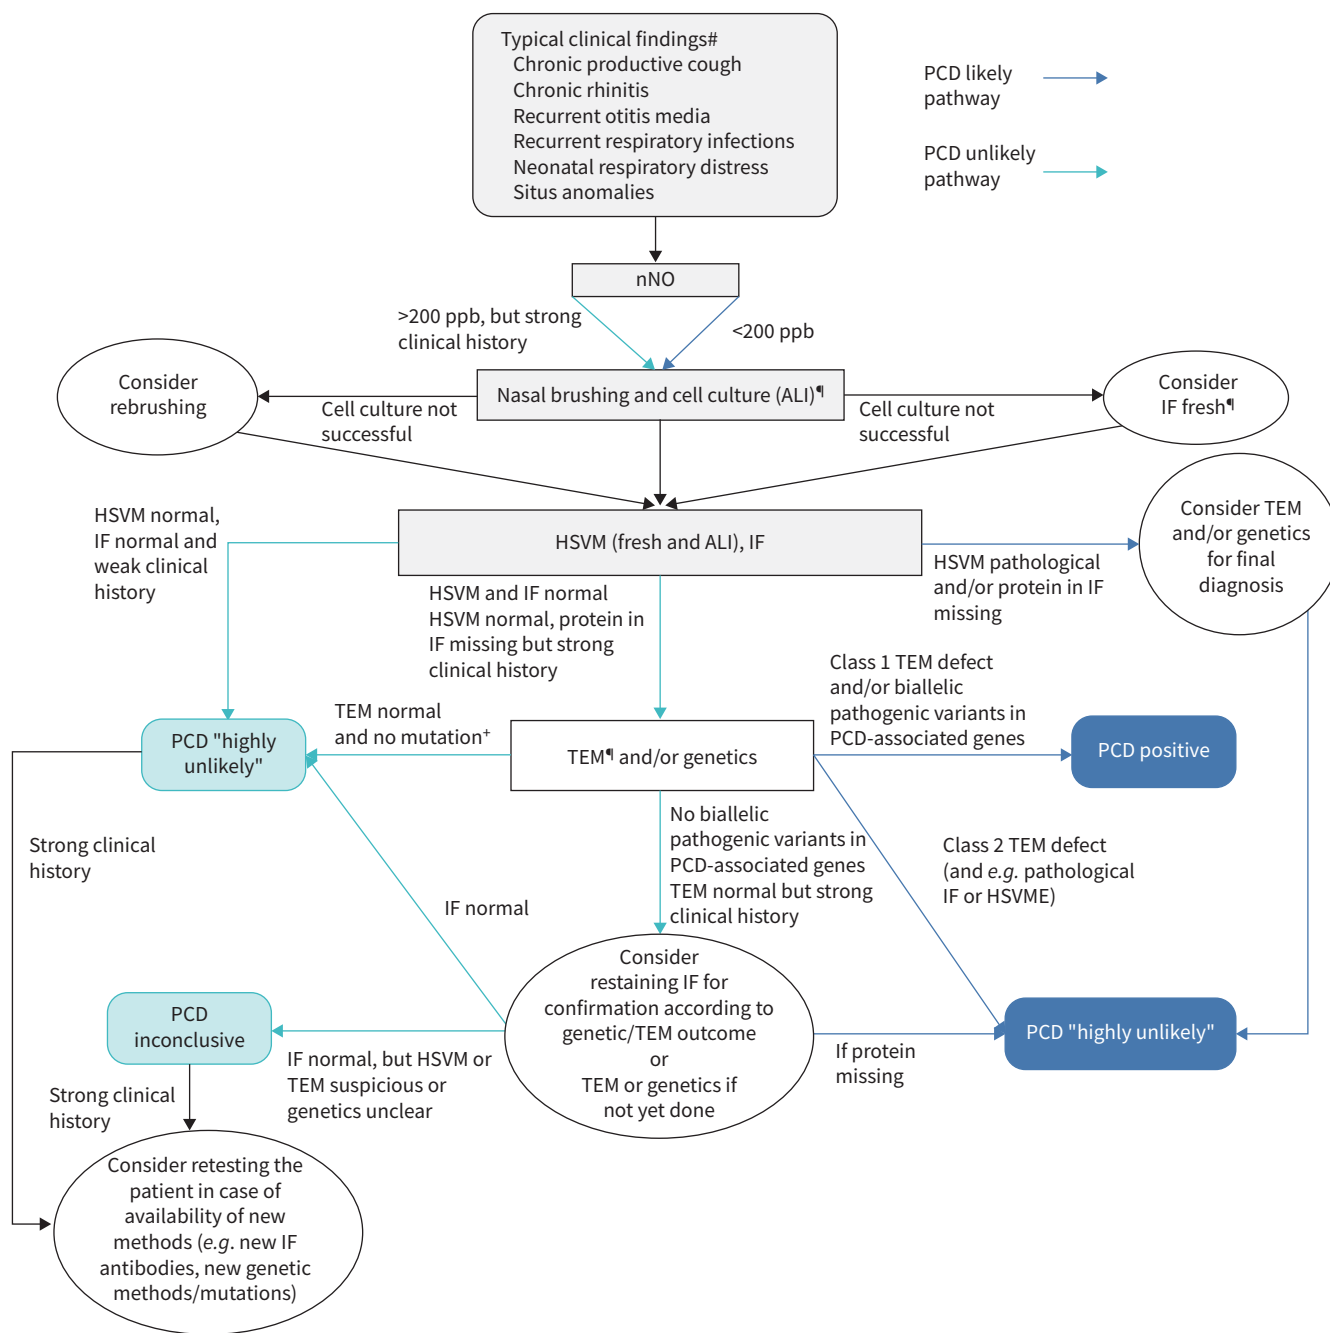 Typical clinical findings#
Chronic productive cough
Chronic rhinitis
Recurrent otitis media
Recurrent respiratory infections
Neonatal respiratory distress
Situs anomalies
PCD likely
pathway
PCD unlikely
pathway
nNO
>200 ppb, but strong
clinical history
<200 ppb
Consider
rebrushing
Nasal brushing and cell culture (ALI)¶
Consider
IF fresh¶
Cell culture not
successful
Cell culture not
successful
HSVM normal,
IF normal and
weak clinical
history
HSVM (fresh and ALI), IF
Consider TEM
and/or genetics
for final
diagnosis
HSVM pathological
and/or protein in IF
missing
HSVM and IF normal
HSVM normal, protein in
IF missing but strong
clinical history
Class 1 TEM defect
and/or biallelic
pathogenic variants in
PCD-associated genes
TEM normal
and no mutation+
PCD "highly
unlikely"
TEM¶ and/or genetics
PCD positive
No biallelic
pathogenic variants in
PCD-associated genes
TEM normal but strong
clinical history
Strong clinical
history
Class 2 TEM defect
(and e.g. pathological
IF or HSVME)
IF normal
Consider
restaining IF for
confirmation according to
genetic/TEM outcome
or
TEM or genetics if
not yet done
PCD
inconclusive
PCD "highly unlikely"
IF normal, but HSVM or
TEM suspicious or
genetics unclear
If protein
missing
Strong clinical
history
Consider retesting the
patient in case of
availability of new
methods (e.g. new IF
antibodies, new genetic
methods/mutations)